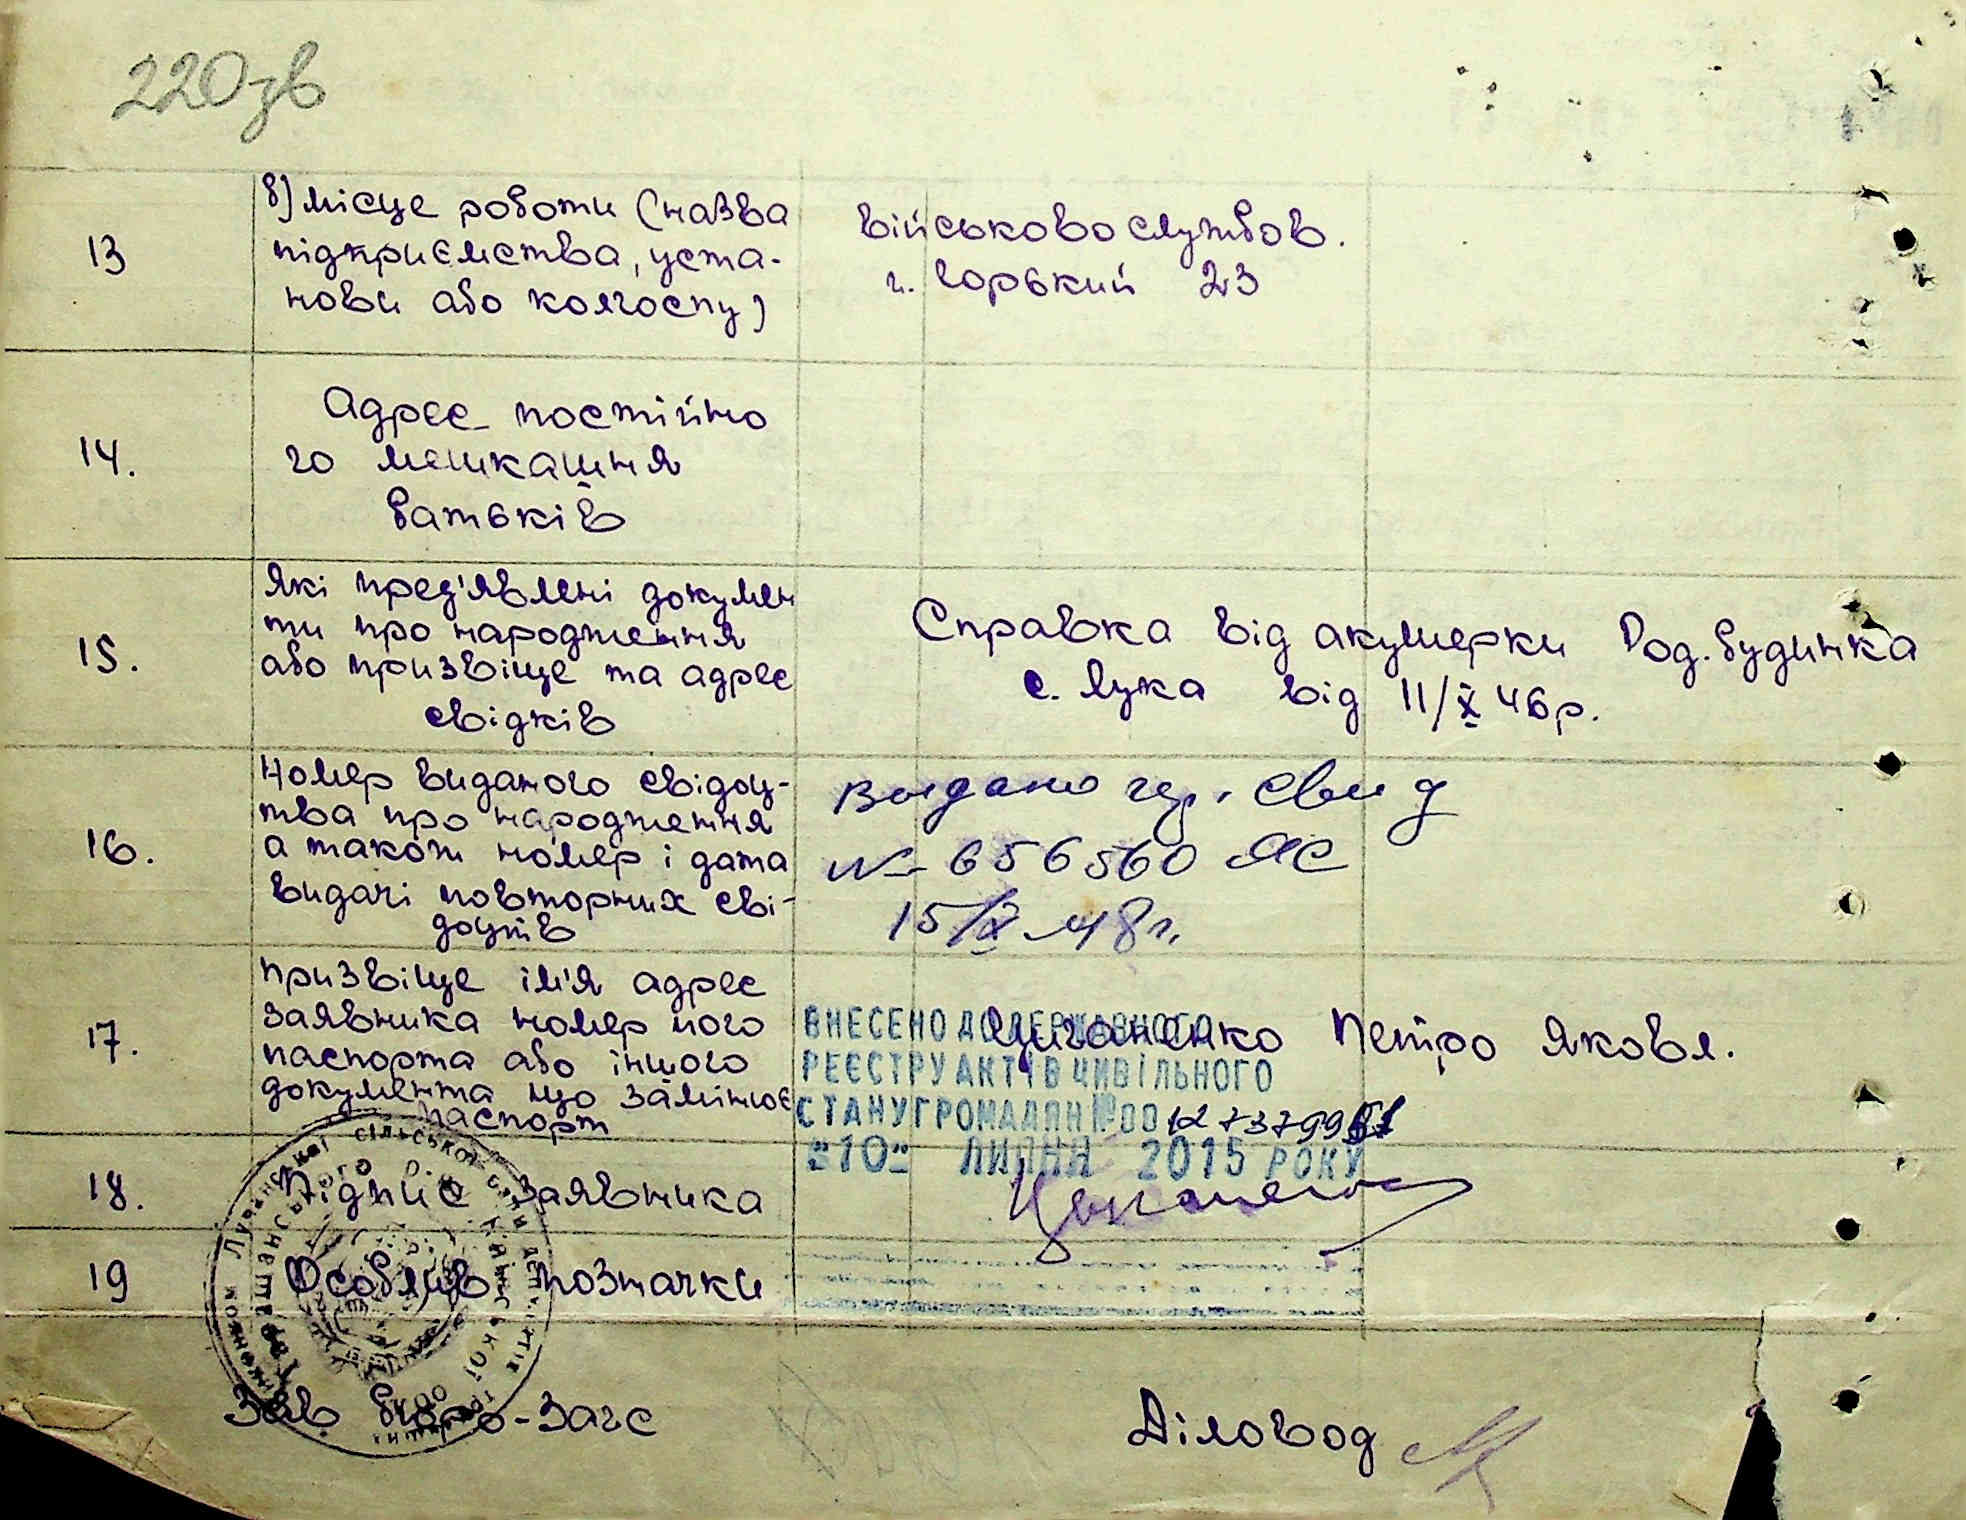 220зв
13
в) місце роботи (назва
підприємства, уста-
нови або колгоспу)
військовослужбов.
г. Горький 23
14.
Адрес постійно
го мешкання
батьків
15.
Які пред'явлені докумен
ти про народження
або призвіще та адрес
свідків
Справка від акушерки Род. будинка
с. Лука від 11/X 46р.
16.
Номер виданого свідоц-
тва про народження
а також номер і дата
видачі повторних сві-
доцтв
Выдано гер. Свид
№ 656560 ЯС
15/X 48 г.
17.
Призвіще ім'я адрес
заявника номер його
паспорта або іншого
документа що замінює
паспорт
Циганенко Петро Яковл.
ВНЕСЕНО ДО ДЕРЖАВНОГО
РЕЄСТРУ АКТІВ ЦИВІЛЬНОГО
СТАНУ ГРОМАДЯН №00
"10" ЛИПНЯ 2015 РОКУ
18.
Підпис заявника
19
Особлив позначки
Зав бюро-Загс
Діловод